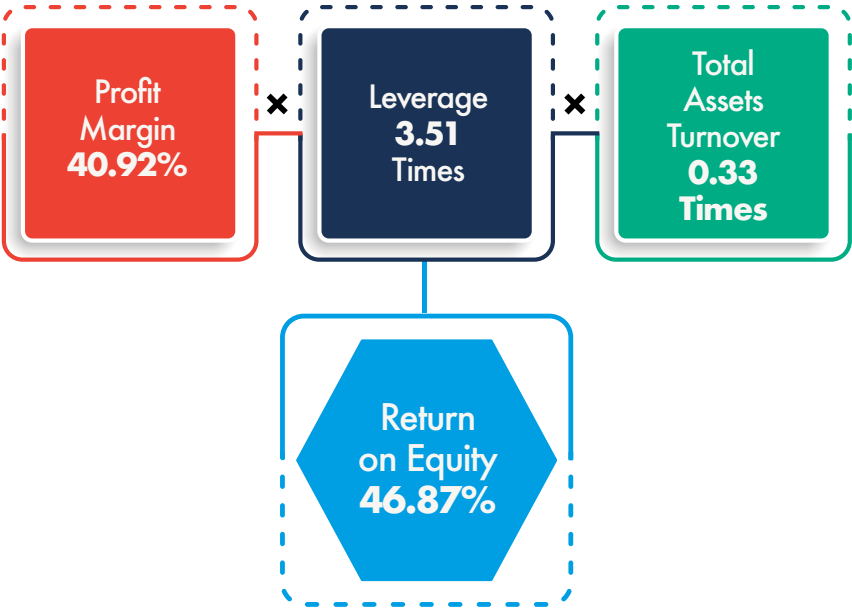 Profit
Margin
40.92%
×
Leverage
3.51
Times
×
Total
Assets
Turnover
0.33
Times
Return
on Equity
46.87%